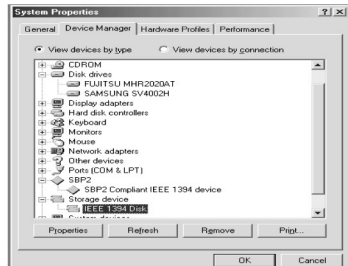 System Properties
General Device Manager Hardware Profiles Performance
View devices by type View devices by connection
CDROM
Disk drives
FUJITSU MHR2020AT
SAMSUNG SV4002H
Display adapters
Hard disk controllers
Keyboard
Monitors
Mouse
Network adapters
Other devices
Ports (COM & LPT)
SBP2
SBP2 Compliant IEEE 1394 device
Storage device
IEEE 1394 Disk
System devices
Properties Refresh Remove Print...
OK Cancel